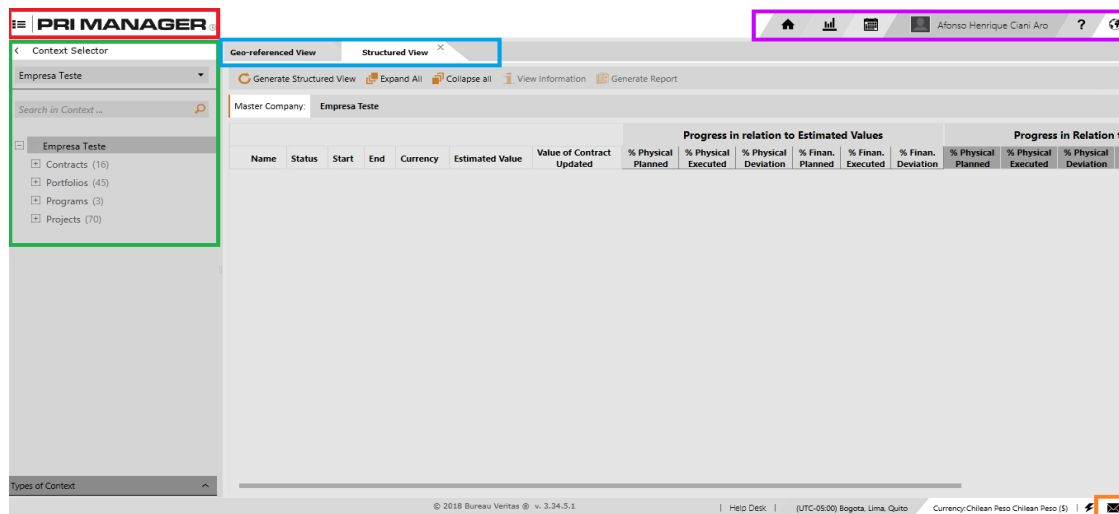 PRI MANAGER ®
Afonso Henrique Ciani Aro ?
Context Selector
Empresa Teste
Search in Context ...
Empresa Teste
Contracts (16)
Portfolios (45)
Programs (3)
Projects (70)
Types of Context
Geo-referenced View Structured View
Generate Structured View Expand All Collapse all View Information Generate Report
Master Company: Empresa Teste
Progress in relation to Estimated Values Progress in Relation
Name Status Start End Currency Estimated Value Value of Contract Updated % Physical Planned % Physical Executed % Physical Deviation % Finan. Planned % Finan. Executed % Finan. Deviation % Physical Planned % Physical Executed % Physical Deviation
© 2018 Bureau Veritas ® v. 3.34.5.1 | Help Desk | (UTC-05:00) Bogota, Lima, Quito Currency:Chilean Peso Chilean Peso ($) |